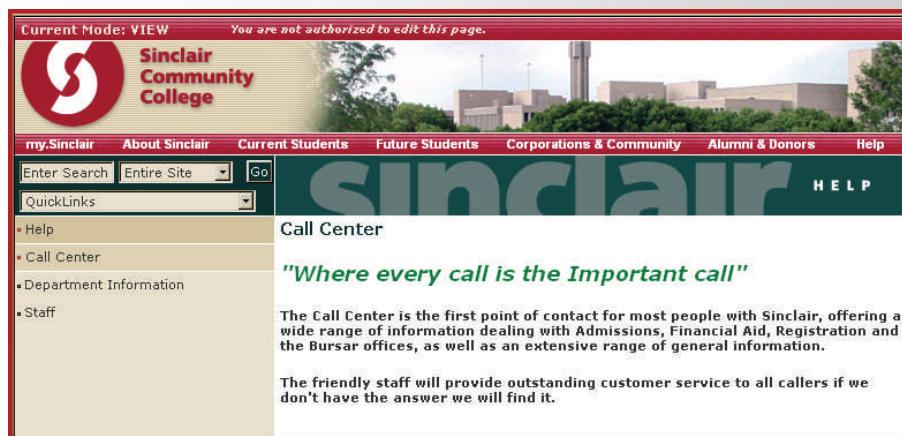 Current Mode: VIEW You are not authorized to edit this page.
Sinclair
Community
College
my.Sinclair About Sinclair Current Students Future Students Corporations & Community Alumni & Donors Help
Enter Search Entire Site Go
sinclair
HELP
QuickLinks
Help
Call Center
Department Information
Staff
Call Center
"Where every call is the Important call"
The Call Center is the first point of contact for most people with Sinclair, offering a
wide range of information dealing with Admissions, Financial Aid, Registration and
the Bursar offices, as well as an extensive range of general information.
The friendly staff will provide outstanding customer service to all callers if we
don't have the answer we will find it.